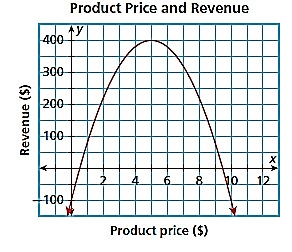 Product Price and Revenue
y
400
300
200
100
x
2 4 6 8 10 12
-100
Revenue ($)
Product price ($)